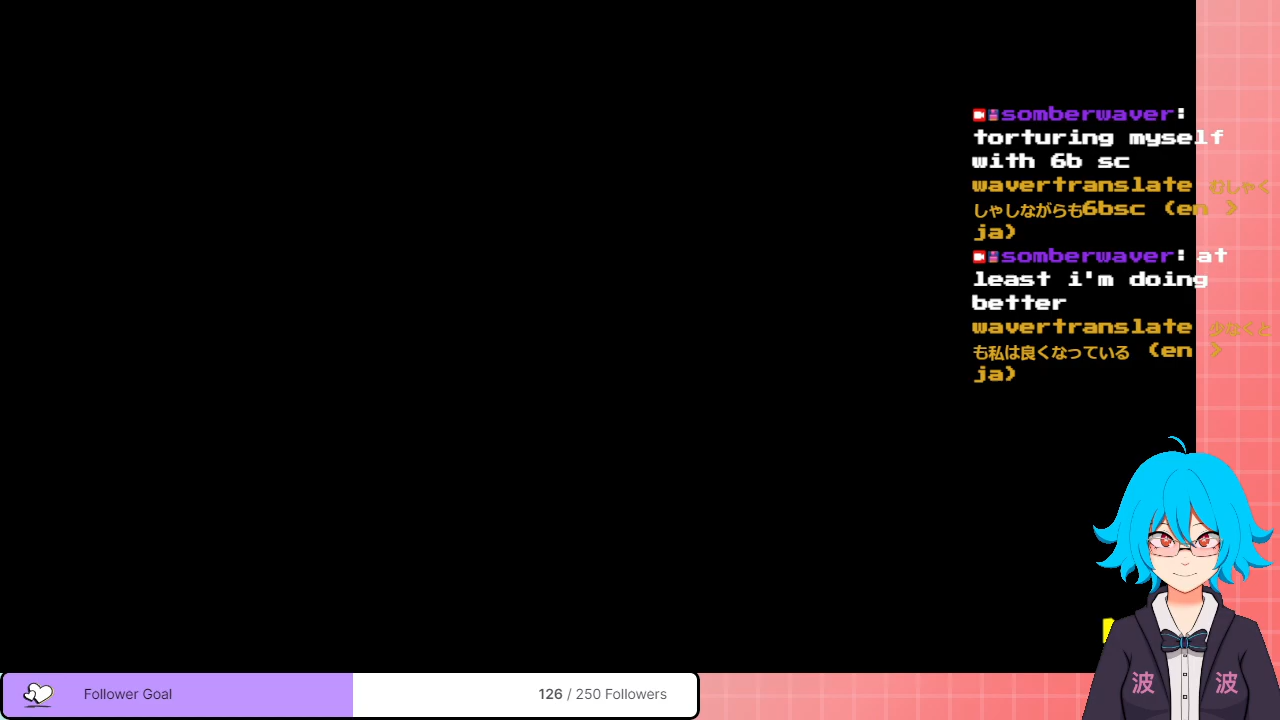 somberwaver:
torturing myself
with 6b sc
wavertranslate むしゃく
しゃしながらも6bsc (en >
ja)
somberwaver: at
least i'm doing
better
wavertranslate 少なくと
も私は良くなっている (en >
ja)
波 波
Follower Goal 126 / 250 Followers